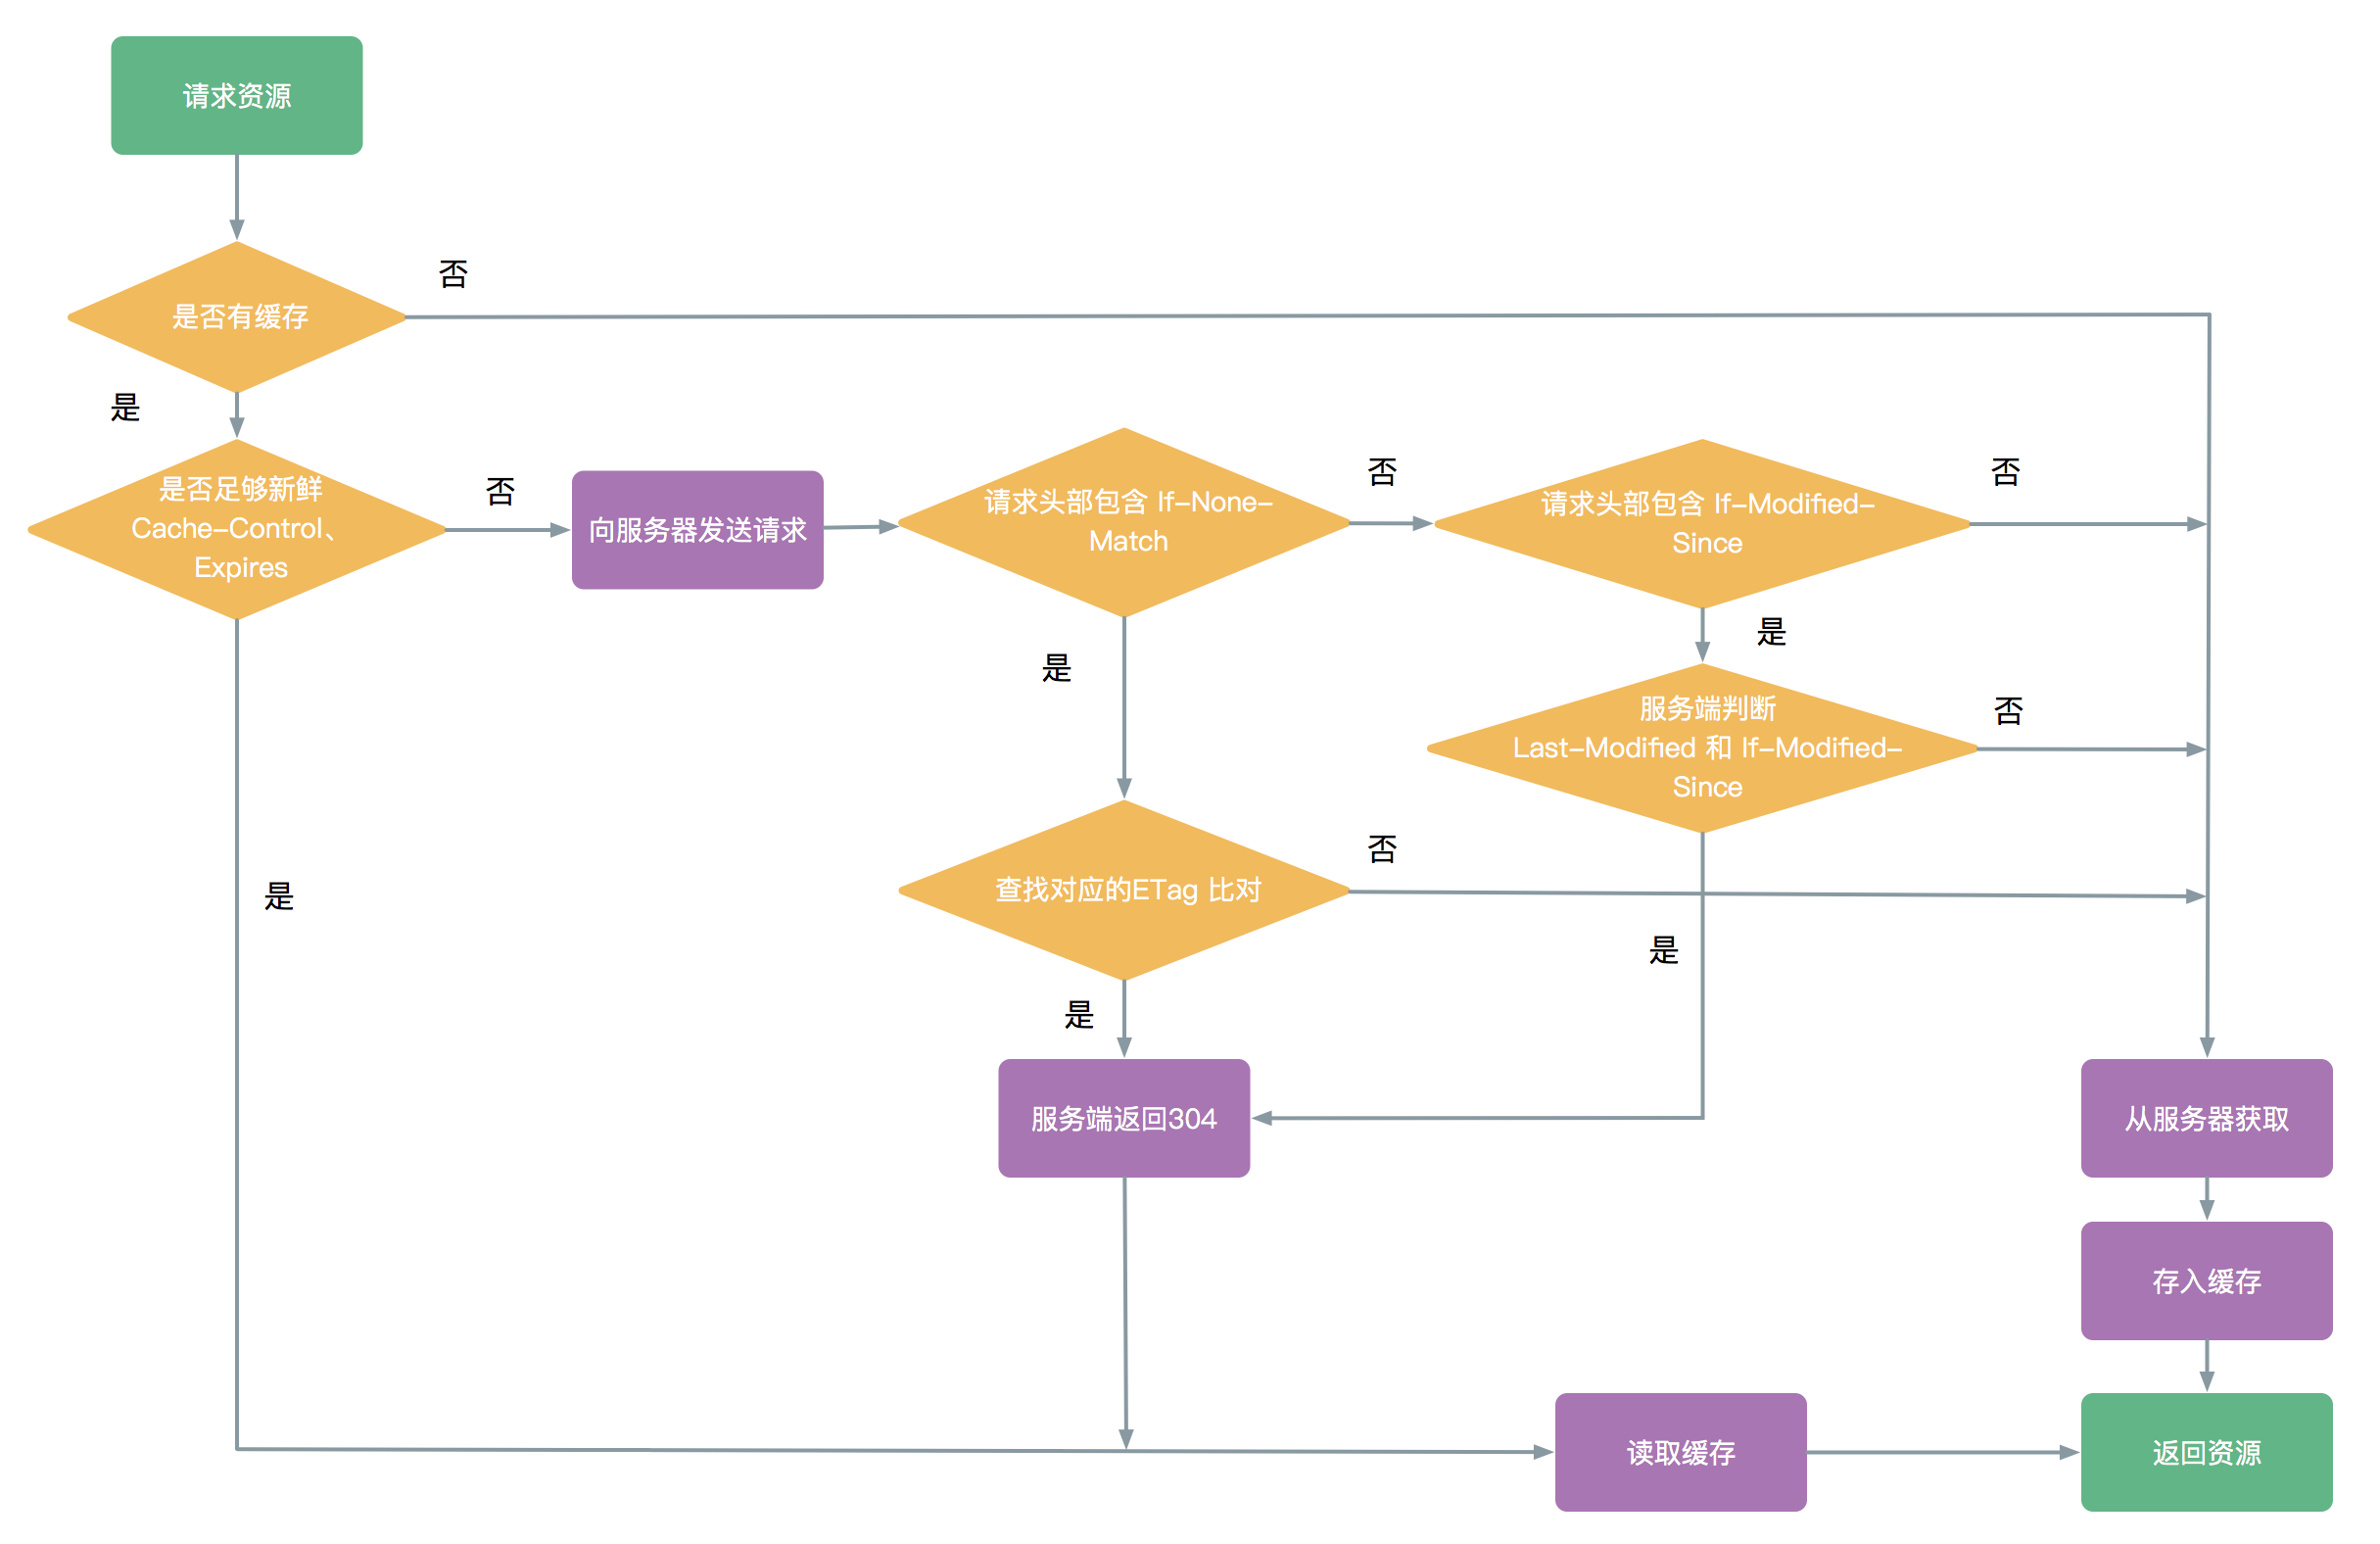 请求资源
否
是否有缓存
是
是否足够新鲜
Cache-Control、
Expires
否
向服务器发送请求
请求头部包含 If-None-
Match
否
请求头部包含 If-Modified-
Since
否
是
是
服务端判断
Last-Modified 和 If-Modified-
Since
否
查找对应的ETag 比对
否
是
是
是
服务端返回304
从服务器获取
存入缓存
读取缓存
返回资源